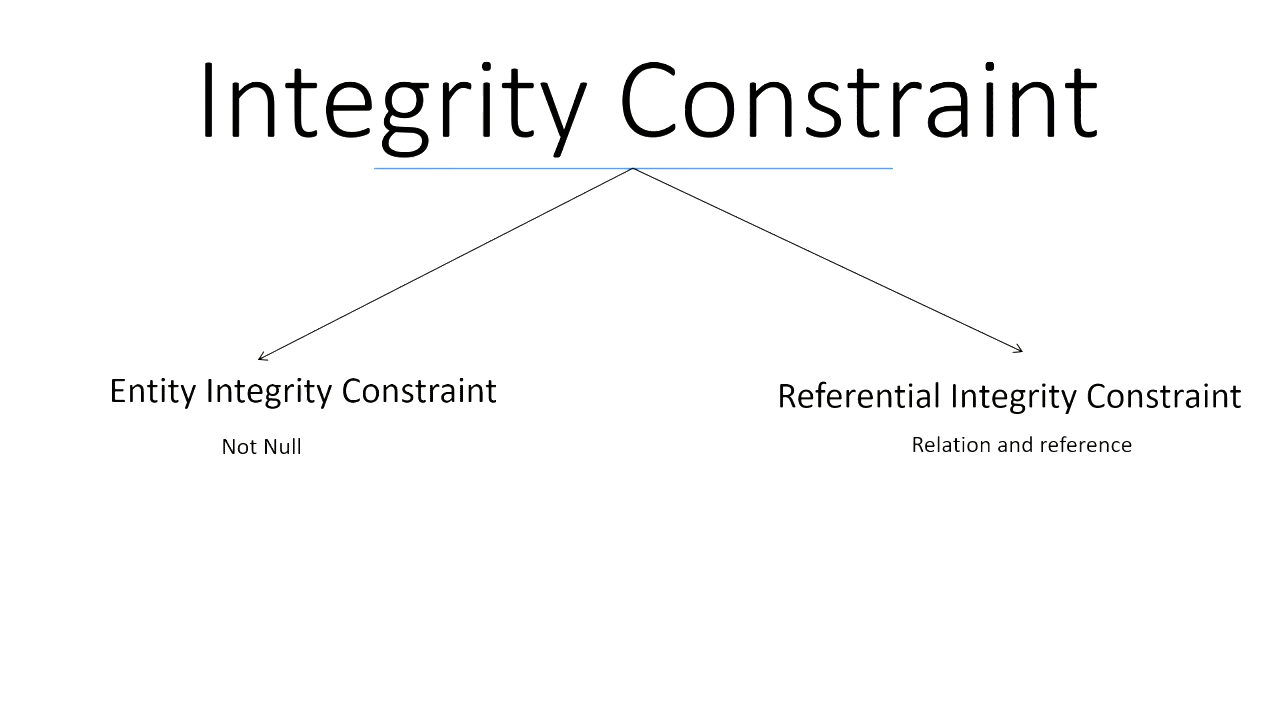 Integrity Constraint
Entity Integrity Constraint
Not Null
Referential Integrity Constraint
Relation and reference